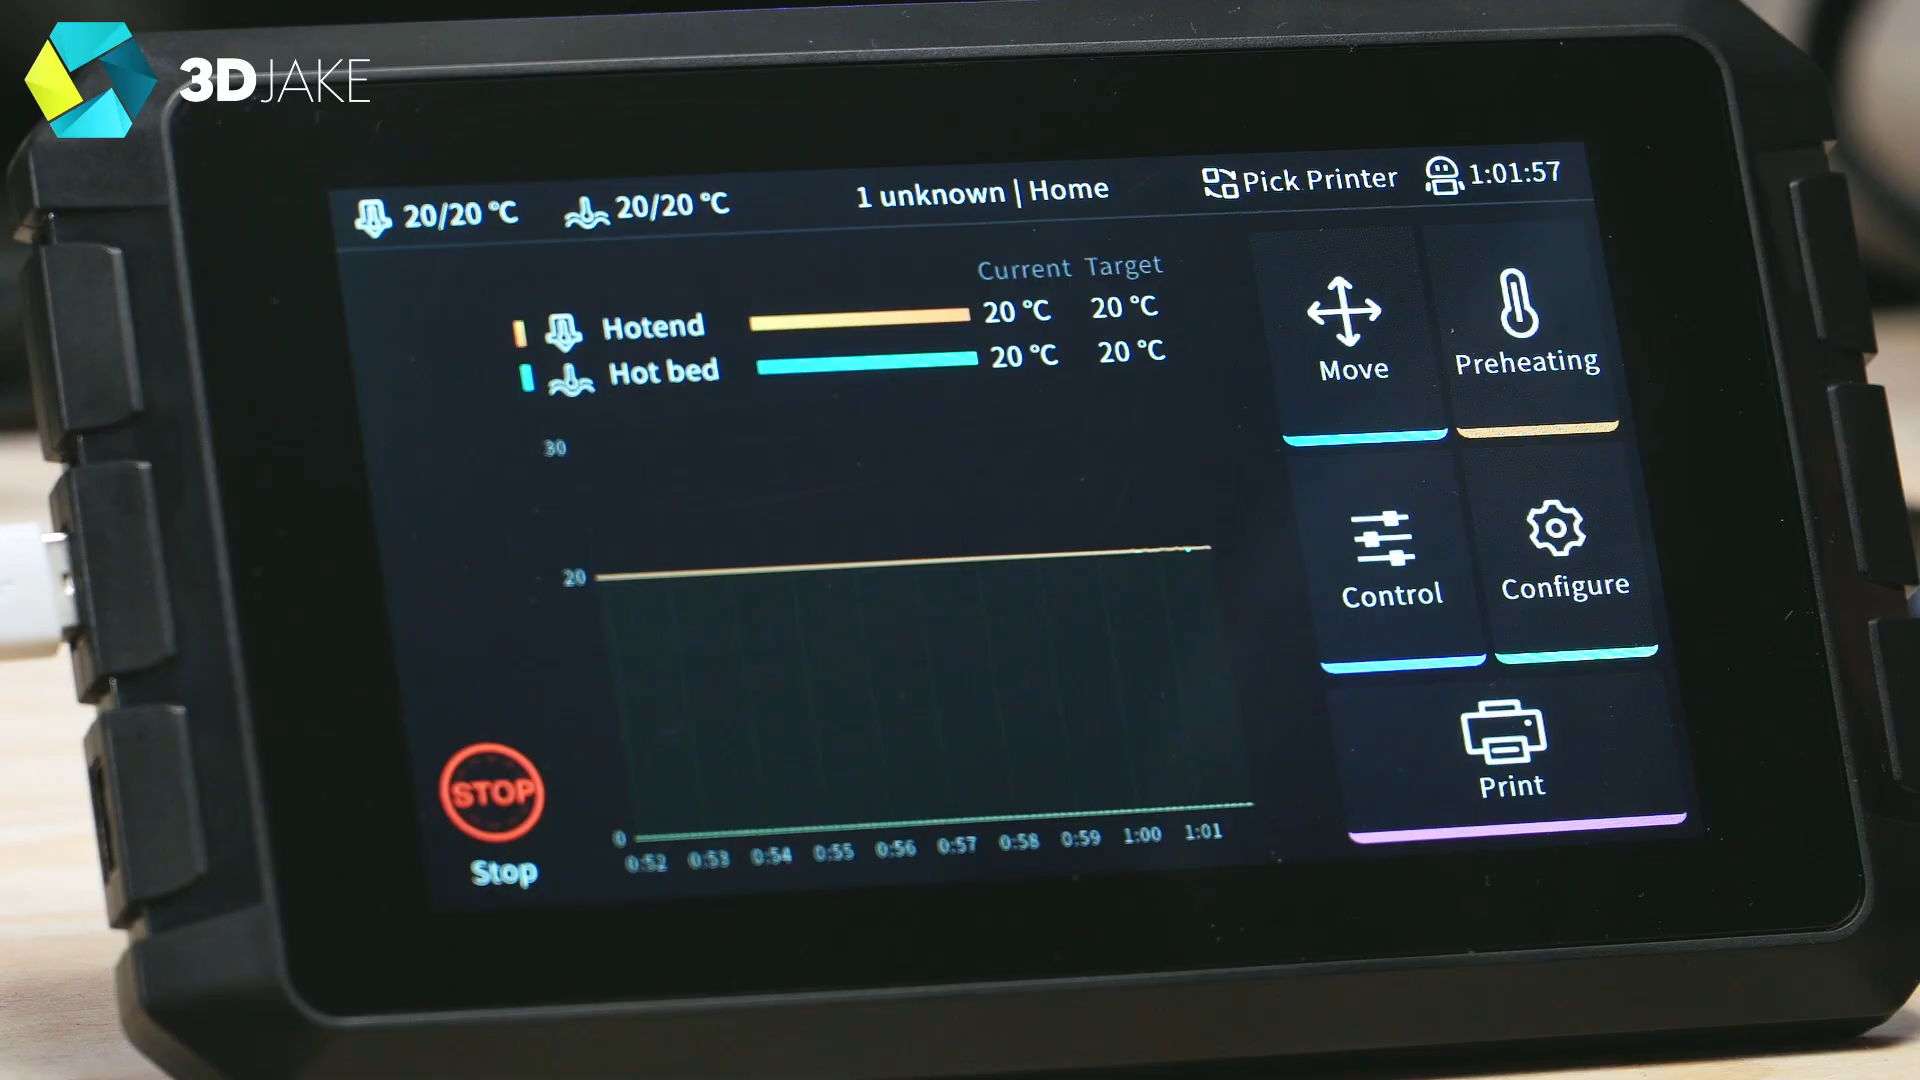 3DJAKE
20/20 °C 20/20 °C 1 unknown | Home Pick Printer 1:01:57
Current Target
Hotend 20 °C 20 °C
Hot bed 20 °C 20 °C
30
20
0
0:52 0:53 0:54 0:55 0:56 0:57 0:58 0:59 1:00 1:01
STOP
Stop
Move
Preheating
Control
Configure
Print